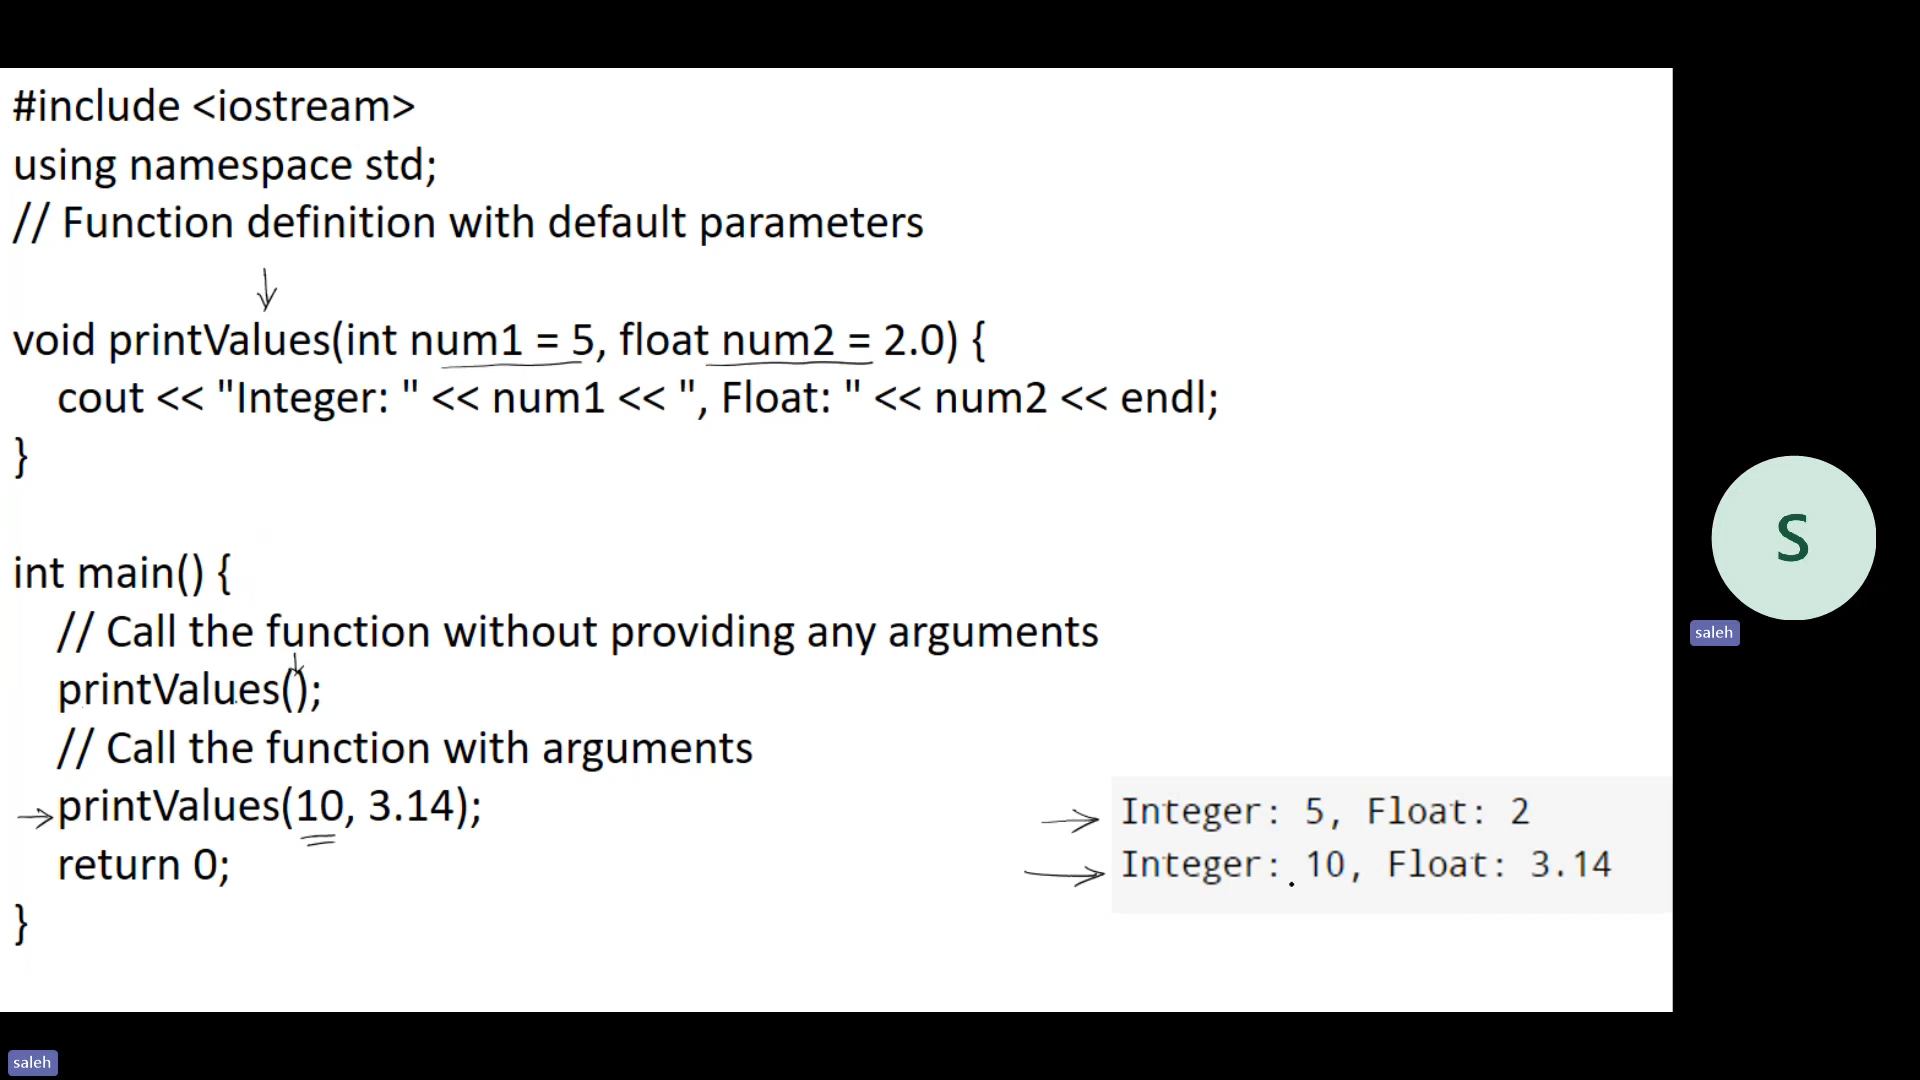 #include <iostream>
using namespace std;
// Function definition with default parameters
void printValues(int num1 = 5, float num2 = 2.0) {
cout << "Integer: " << num1 << ", Float: " << num2 << endl;
}
int main() {
// Call the function without providing any arguments
printValues();
// Call the function with arguments
printValues(10, 3.14);
return 0;
}
Integer: 5, Float: 2
Integer: 10, Float: 3.14
S
saleh
saleh